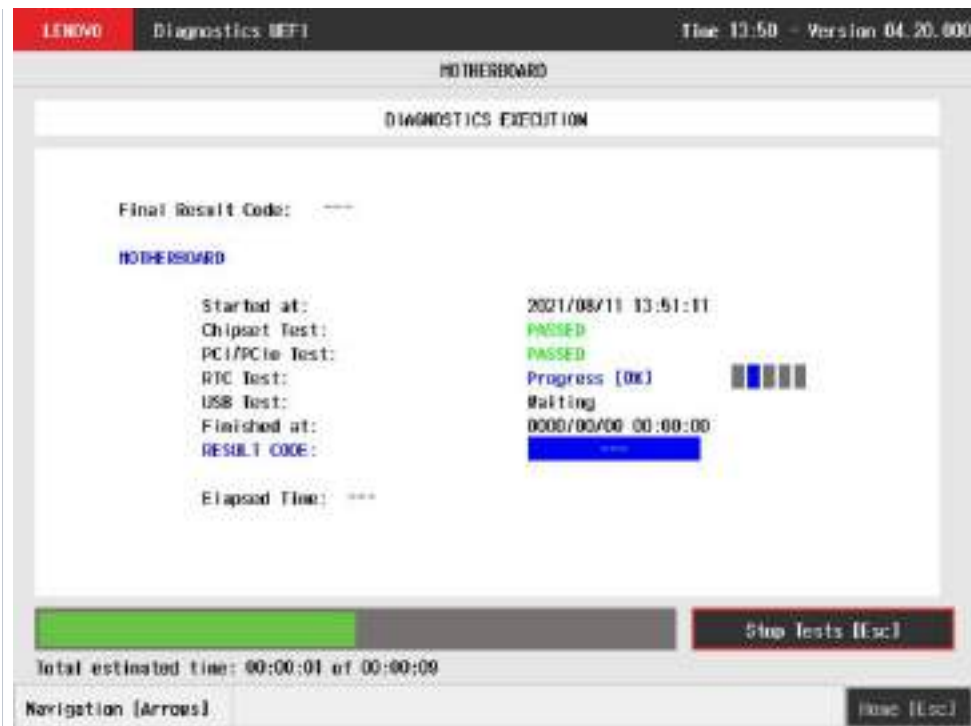 LENOVO Diagnostics UEFI Time 13:50 - Version 04.20.000
MOTHERBOARD
DIAGNOSTICS EXECUTION
Final Result Code: ---
MOTHERBOARD
Started at: 2021/08/11 13:51:11
Chipset Test: PASSED
PCI/PCIe Test: PASSED
RTC Test: Progress [0%]
USB Test: Waiting
Finished at: 0000/00/00 00:00:00
RESULT CODE: ---
Elapsed Time: ---
Stop Tests [Esc]
Total estimated time: 00:00:01 of 00:00:09
Navigation [Arrows] Home [Esc]